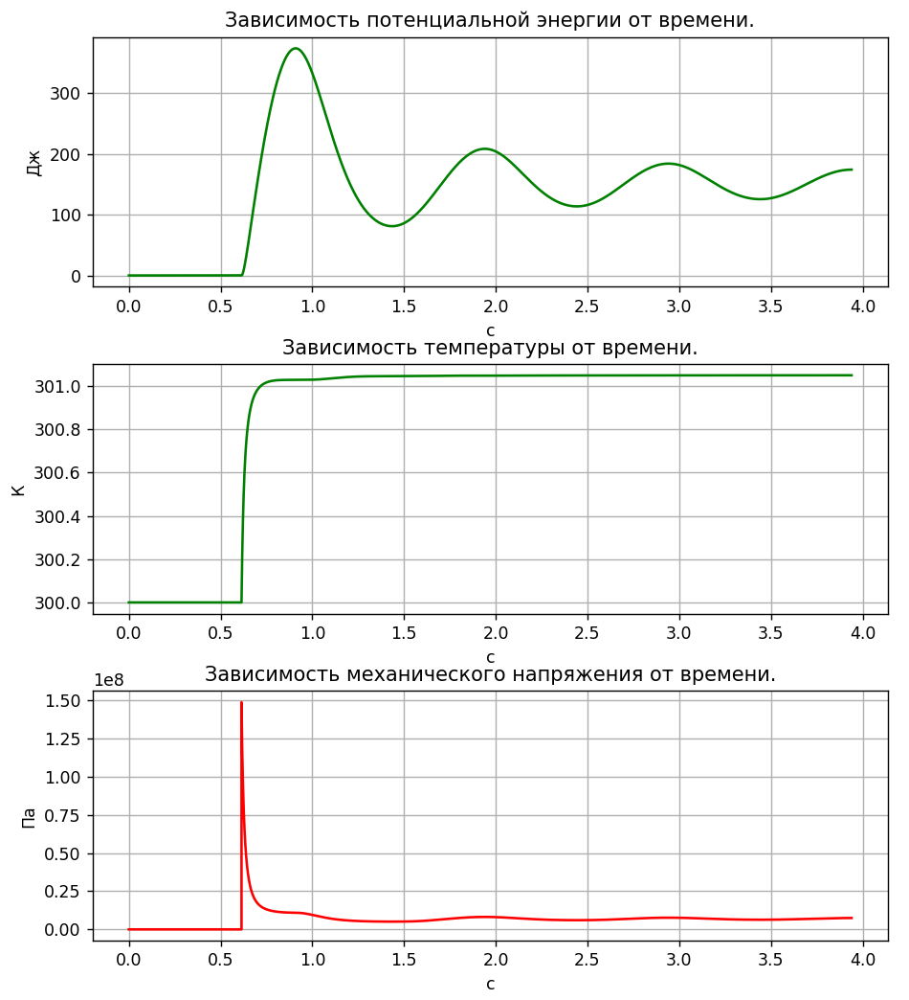 Зависимость потенциальной энергии от времени.
300
200
100
0
Дж
0.0 0.5 1.0 1.5 2.0 2.5 3.0 3.5 4.0
с
Зависимость температуры от времени.
301.0
300.8
300.6
300.4
300.2
300.0
К
0.0 0.5 1.0 1.5 2.0 2.5 3.0 3.5 4.0
с
Зависимость механического напряжения от времени.
1e8
1.50
1.25
1.00
0.75
0.50
0.25
0.00
Па
0.0 0.5 1.0 1.5 2.0 2.5 3.0 3.5 4.0
с